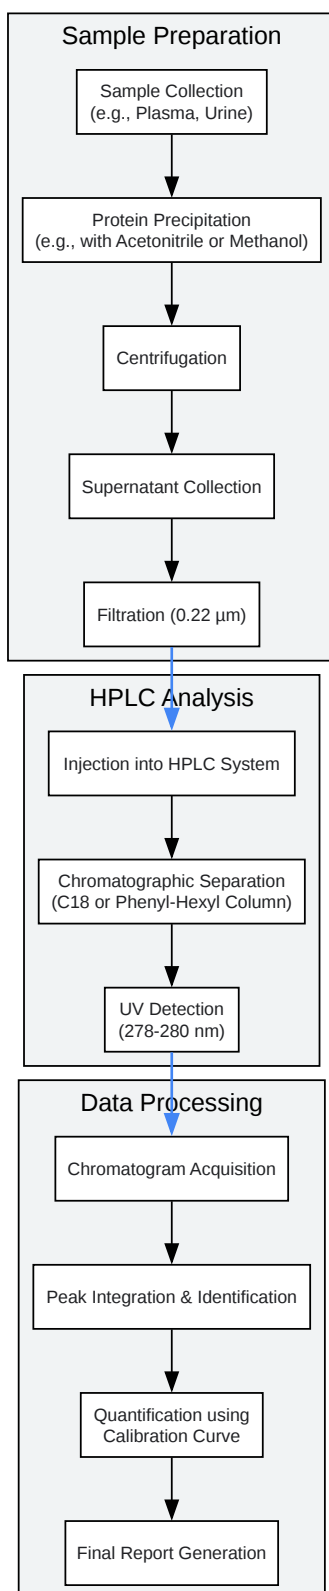 Sample Preparation
Sample Collection
(e.g., Plasma, Urine)
Protein Precipitation
(e.g., with Acetonitrile or Methanol)
Centrifugation
Supernatant Collection
Filtration (0.22 µm)
HPLC Analysis
Injection into HPLC System
Chromatographic Separation
(C18 or Phenyl-Hexyl Column)
UV Detection
(278-280 nm)
Data Processing
Chromatogram Acquisition
Peak Integration & Identification
Quantification using
Calibration Curve
Final Report Generation